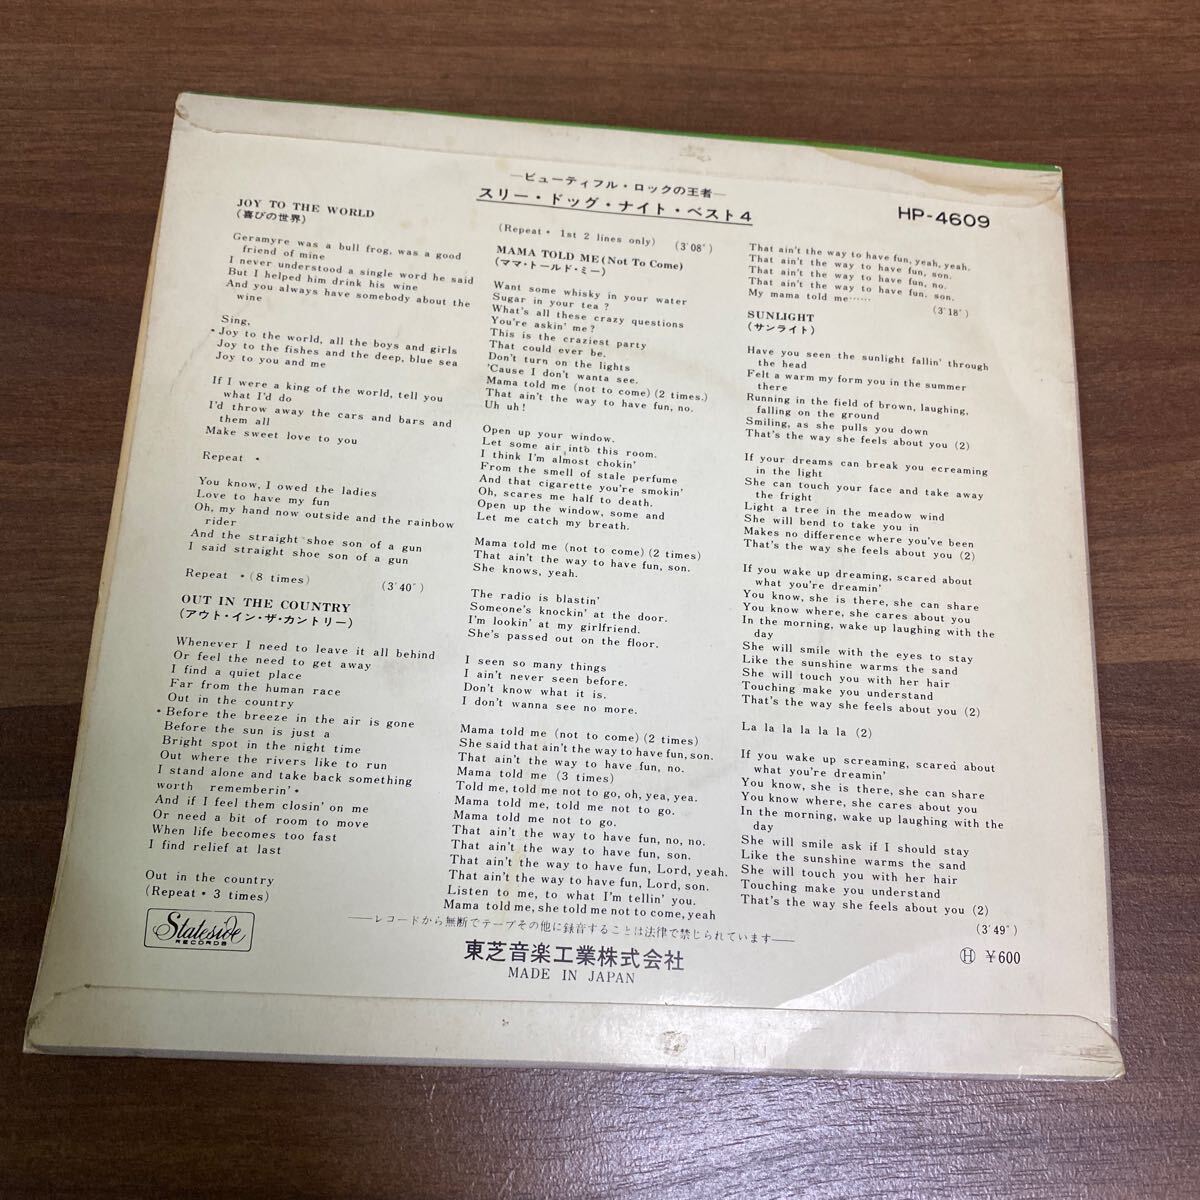 ―ビューティフル・ロックの王者―
スリー・ドッグ・ナイト・ベスト4
HP-4609
JOY TO THE WORLD
(喜びの世界)
Geramyre was a bull frog, was a good
friend of mine
I never understood a single word he said
But I helped him drink his wine
And you always have somebody about the
wine
Sing,
•Joy to the world, all the boys and girls
Joy to the fishes and the deep, blue sea
Joy to you and me
If I were a king of the world, tell you
what I'd do
I'd throw away the cars and bars and
them all
Make sweet love to you
Repeat •
You know, I owed the ladies
Love to have my fun
Oh, my hand now outside and the rainbow
rider
And the straight shoe son of a gun
I said straight shoe son of a gun
Repeat •(8 times)
(3'40")
OUT IN THE COUNTRY
(アウト・イン・ザ・カントリー)
Whenever I need to leave it all behind
Or feel the need to get away
I find a quiet place
Far from the human race
Out in the country
•Before the breeze in the air is gone
Before the sun is just a
Bright spot in the night time
Out where the rivers like to run
I stand alone and take back something
worth rememberin'•
And if I feel them closin' on me
Or need a bit of room to move
When life becomes too fast
I find relief at last
Out in the country
(Repeat • 3 times)
(Repeat • 1st 2 lines only)
(3'08")
MAMA TOLD ME (Not To Come)
(ママ・トールド・ミー)
Want some whisky in your water
Sugar in your tea ?
What's all these crazy questions
You're askin' me ?
This is the craziest party
That could ever be.
Don't turn on the lights
'Cause I don't wanta see.
Mama told me (not to come) (2 times.)
That ain't the way to have fun, no.
Uh uh !
Open up your window.
Let some air into this room.
I think I'm almost chokin'
From the smell of stale perfume
And that cigarette you're smokin'
Oh, scares me half to death.
Open up the window, some and
Let me catch my breath.
Mama told me (not to come) (2 times)
That ain't the way to have fun, son.
She knows, yeah.
The radio is blastin'
Someone's knockin' at the door.
I'm lookin' at my girlfriend.
She's passed out on the floor.
I seen so many things
I ain't never seen before.
Don't know what it is.
I don't wanna see no more.
Mama told me (not to come) (2 times)
She said that ain't the way to have fun, son.
That ain't the way to have fun, no.
Mama told me (3 times)
Told me, told me not to go, oh, yea, yea.
Mama told me, told me not to go.
Mama told me not to go.
That ain't the way to have fun, no, no.
That ain't the way to have fun, son.
That ain't the way to have fun, Lord, yeah.
That ain't the way to have fun, Lord, son.
Listen to me, to what I'm tellin' you.
Mama told me, she told me not to come, yeah
That ain't the way to have fun, yeah, yeah.
That ain't the way to have fun, son.
That ain't the way to have fun, no.
That ain't the way to have fun, son.
My mama told me……
(3'18")
SUNLIGHT
(サンライト)
Have you seen the sunlight fallin' through
the head
Felt a warm my form you in the summer
there
Running in the field of brown, laughing,
falling on the ground
Smiling, as she pulls you down
That's the way she feels about you (2)
If your dreams can break you ecreaming
in the light
She can touch your face and take away
the fright
Light a tree in the meadow wind
She will bend to take you in
Makes no difference where you've been
That's the way she feels about you (2)
If you wake up dreaming, scared about
what you're dreamin'
You know, she is there, she can share
You know where, she cares about you
In the morning, wake up laughing with the
day
She will smile with the eyes to stay
Like the sunshine warms the sand
She will touch you with her hair
Touching make you understand
That's the way she feels about you (2)
La la la la la la (2)
If you wake up screaming, scared about
what you're dreamin'
You know, she is there, she can share
You know where, she cares about you
In the morning, wake up laughing with the
day
She will smile ask if I should stay
Like the sunshine warms the sand
She will touch you with her hair
Touching make you understand
That's the way she feels about you (2)
(3'49")
Stateside
RECORDS
――レコードから無断でテープその他に録音することは法律で禁じられています――
東芝音楽工業株式会社
MADE IN JAPAN
Ⓗ ¥600